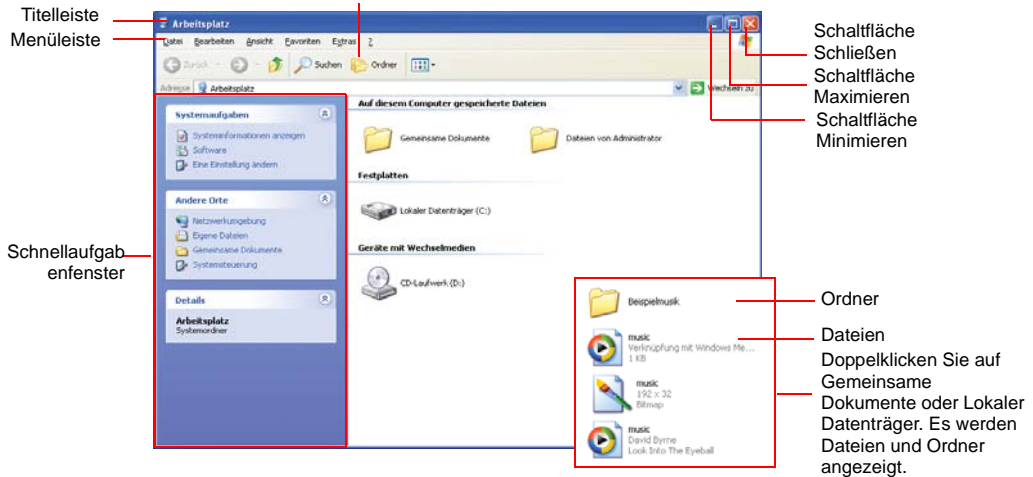 Titelleiste
Menüleiste
Schnellaufgab
enfenster
Arbeitsplatz
Datei Bearbeiten Ansicht Favoriten Extras ?
Zurück Suchen Ordner
Adresse Arbeitsplatz Wechseln zu
Systemaufgaben
Systeminformationen anzeigen
Software
Eine Einstellung ändern
Andere Orte
Netzwerkumgebung
Eigene Dateien
Gemeinsame Dokumente
Systemsteuerung
Details
Arbeitsplatz
Systemordner
Auf diesem Computer gespeicherte Dateien
Gemeinsame Dokumente
Dateien von Administrator
Festplatten
Lokaler Datenträger (C:)
Geräte mit Wechselmedien
CD-Laufwerk (D:)
Beispielmusik
music
Verknüpfung mit Windows Me...
1 KB
music
192 x 32
Bitmap
music
David Byrne
Look Into The Eyeball
Schaltfläche
Schließen
Schaltfläche
Maximieren
Schaltfläche
Minimieren
Ordner
Dateien
Doppelklicken Sie auf
Gemeinsame
Dokumente oder Lokaler
Datenträger. Es werden
Dateien und Ordner
angezeigt.